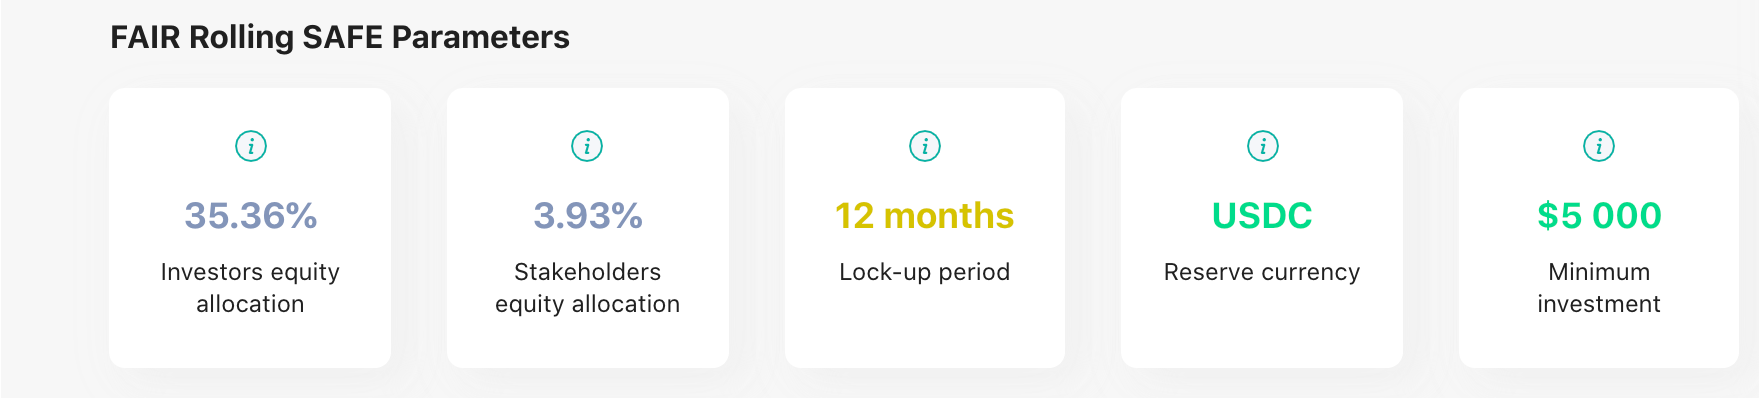 FAIR Rolling SAFE Parameters
35.36%
Investors equity
allocation
3.93%
Stakeholders
equity allocation
12 months
Lock-up period
USDC
Reserve currency
$5 000
Minimum
investment